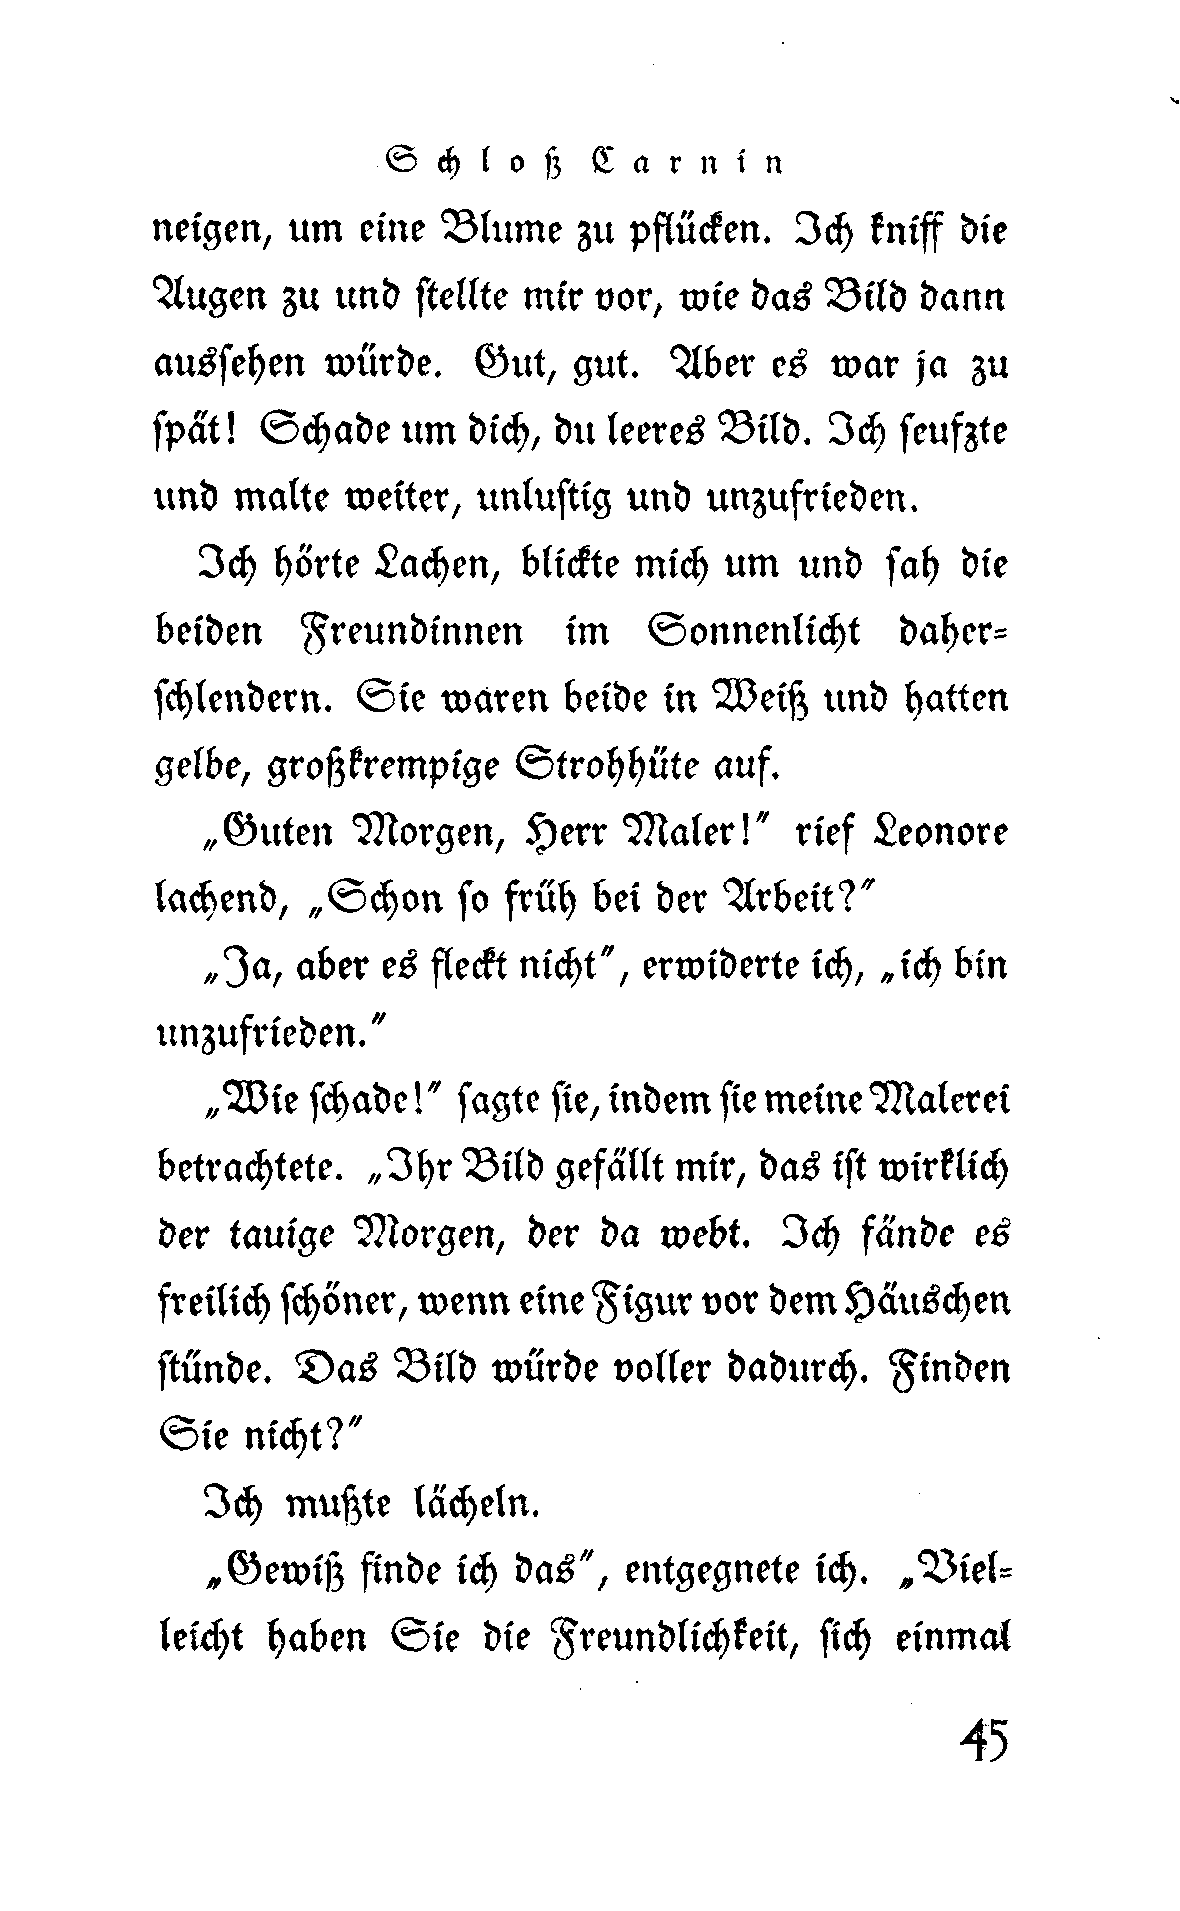 Schloß Carnin
neigen, um eine Blume zu pflücken. Ich kniff die
Augen zu und stellte mir vor, wie das Bild dann
aussehen würde. Gut, gut. Aber es war ja zu
spät! Schade um dich, du leeres Bild. Ich seufzte
und malte weiter, unlustig und unzufrieden.
Ich hörte Lachen, blickte mich um und sah die
beiden Freundinnen im Sonnenlicht daher-
schlendern. Sie waren beide in Weiß und hatten
gelbe, großkrempige Strohhüte auf.
„Guten Morgen, Herr Maler!“ rief Leonore
lachend, „Schon so früh bei der Arbeit?“
„Ja, aber es fleckt nicht“, erwiderte ich, „ich bin
unzufrieden.“
„Wie schade!“ sagte sie, indem sie meine Malerei
betrachtete. „Ihr Bild gefällt mir, das ist wirklich
der tauige Morgen, der da webt. Ich fände es
freilich schöner, wenn eine Figur vor dem Häuschen
stünde. Das Bild würde voller dadurch. Finden
Sie nicht?“
Ich mußte lächeln.
„Gewiß finde ich das“, entgegnete ich. „Viel-
leicht haben Sie die Freundlichkeit, sich einmal
45